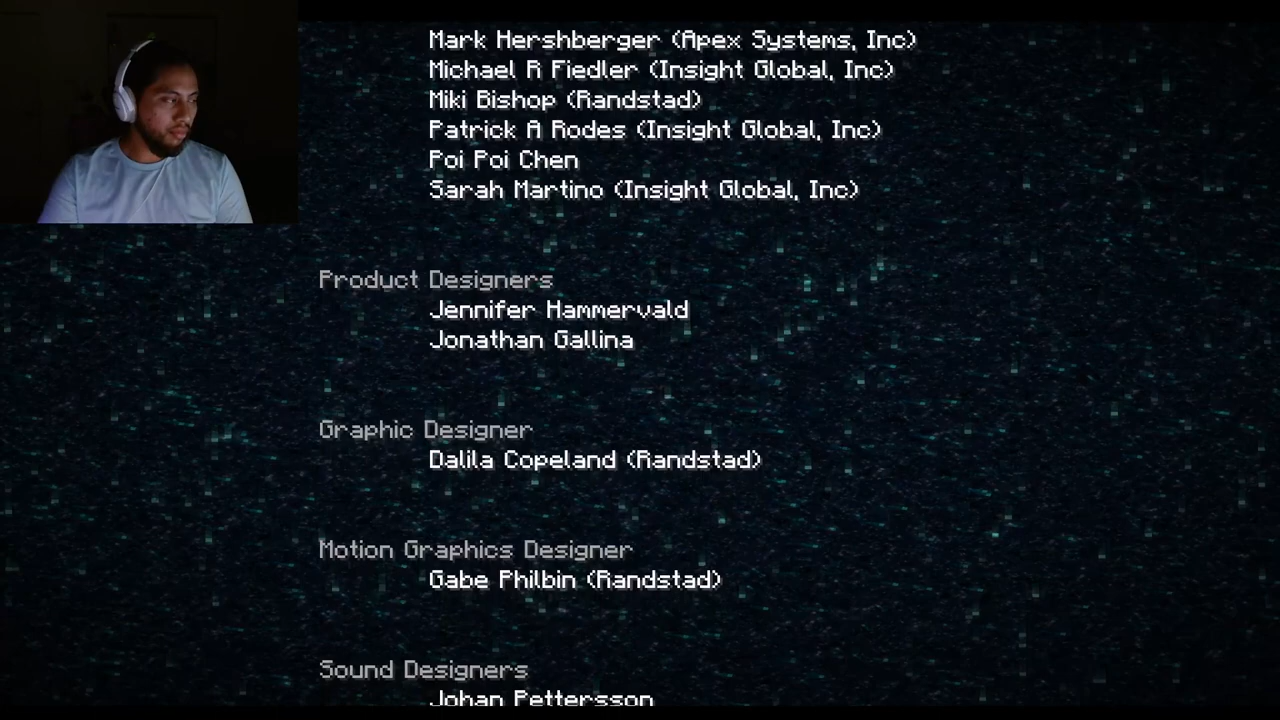 Mark Hershberger (Apex Systems, Inc)
Michael R Fiedler (Insight Global, Inc)
Miki Bishop (Randstad)
Patrick A Rodes (Insight Global, Inc)
Poi Poi Chen
Sarah Martino (Insight Global, Inc)
Product Designers
Jennifer Hammervald
Jonathan Gallina
Graphic Designer
Dalila Copeland (Randstad)
Motion Graphics Designer
Gabe Philbin (Randstad)
Sound Designers
Johan Pettersson